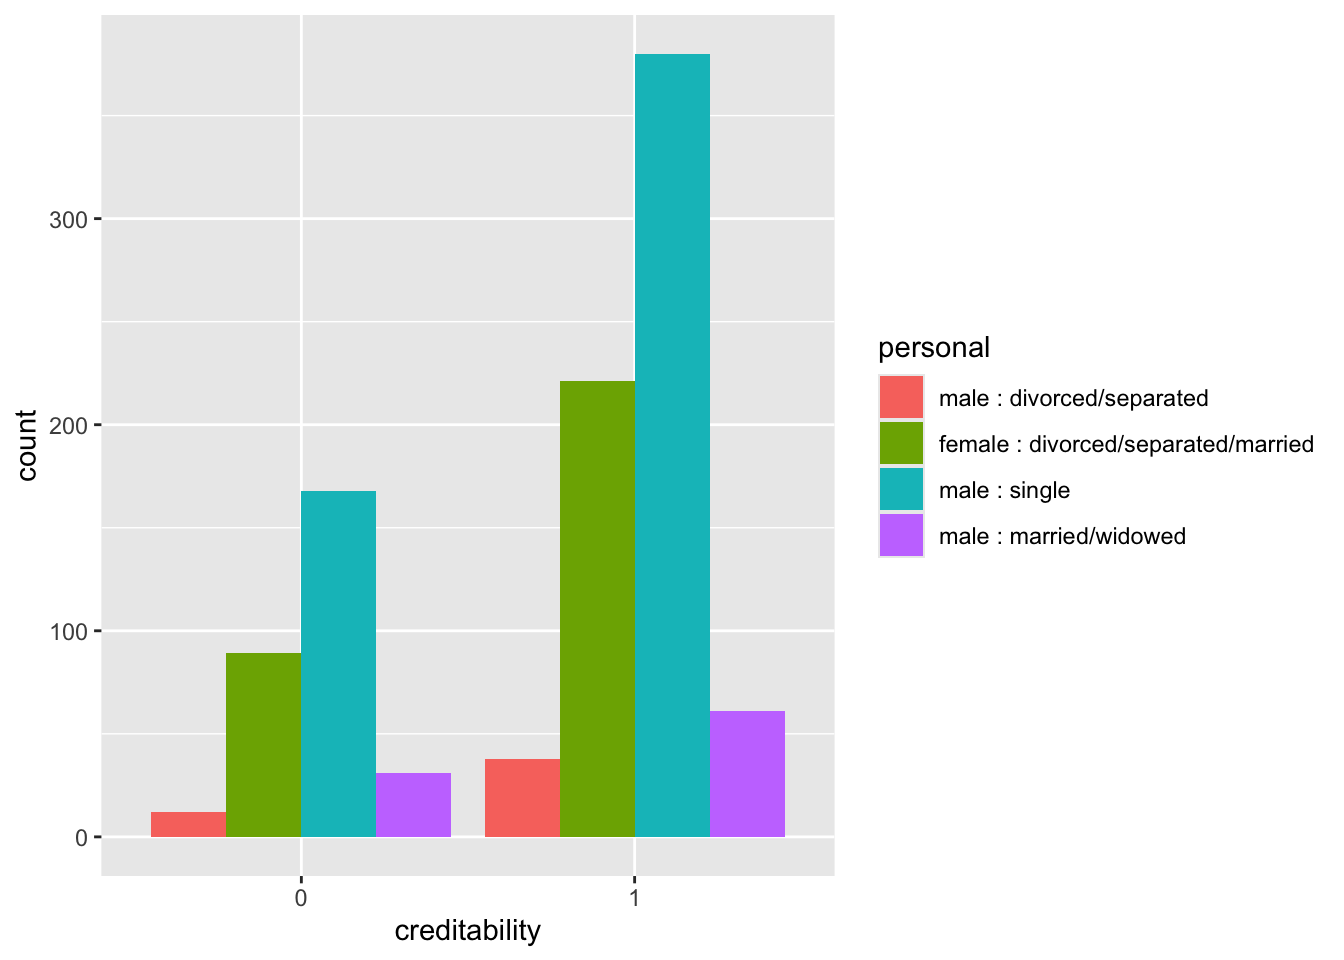 count
300
200
100
0
0
1
creditability
personal
male : divorced/separated
female : divorced/separated/married
male : single
male : married/widowed